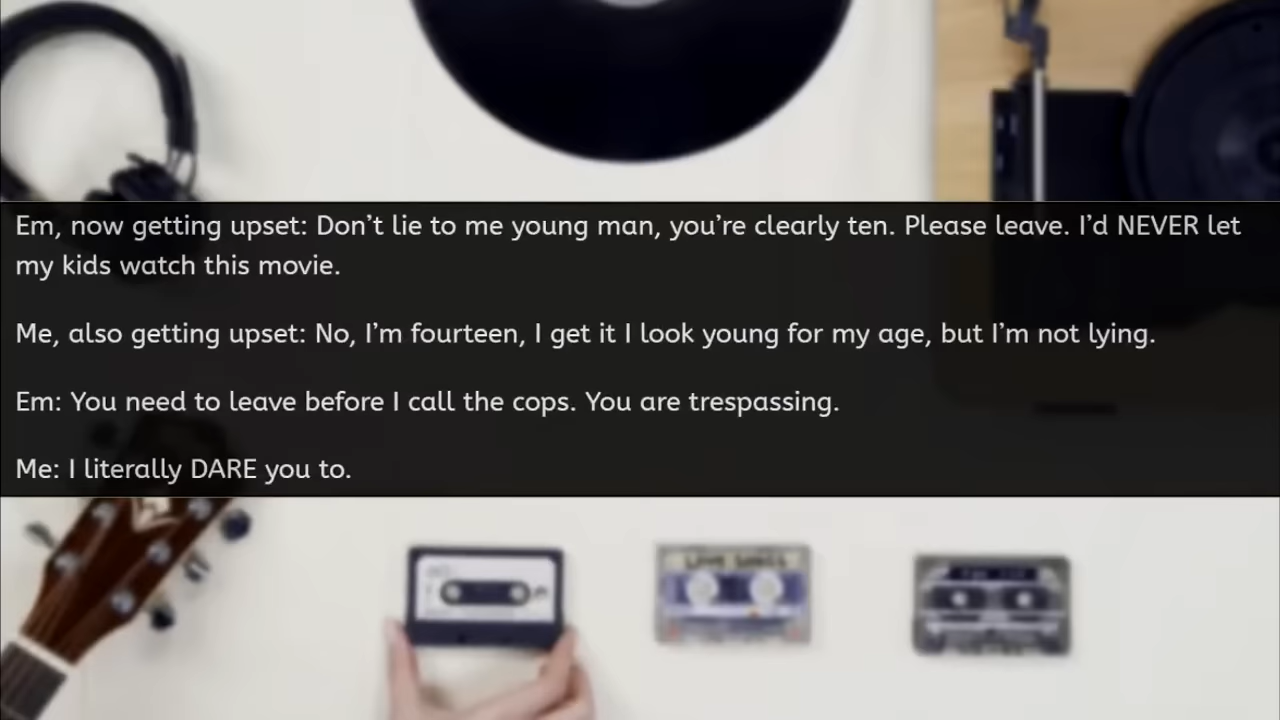 Em, now getting upset: Don’t lie to me young man, you’re clearly ten. Please leave. I’d NEVER let
my kids watch this movie.
Me, also getting upset: No, I’m fourteen, I get it I look young for my age, but I’m not lying.
Em: You need to leave before I call the cops. You are trespassing.
Me: I literally DARE you to.
LOVE SONGS